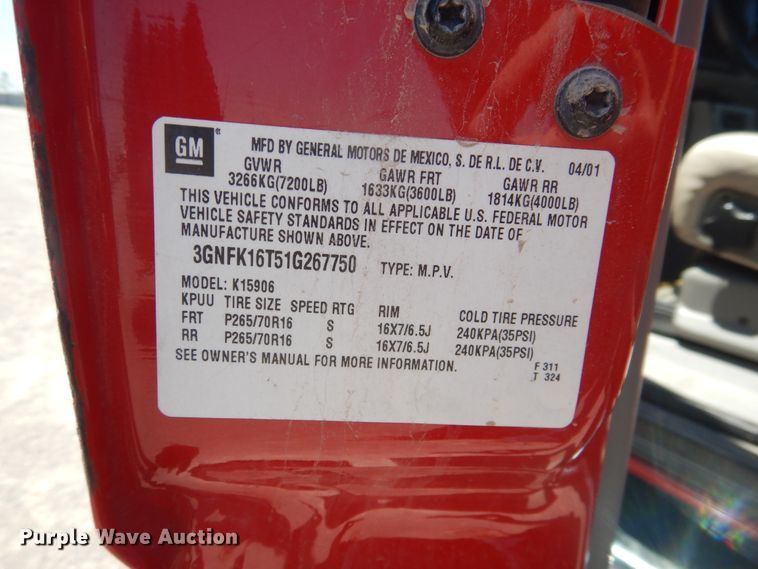 GM
MFD BY GENERAL MOTORS DE MEXICO, S. DE R.L. DE C.V. 04/01
GVWR GAWR FRT GAWR RR
3266KG(7200LB) 1633KG(3600LB) 1814KG(4000LB)
THIS VEHICLE CONFORMS TO ALL APPLICABLE U.S. FEDERAL MOTOR
VEHICLE SAFETY STANDARDS IN EFFECT ON THE DATE OF
MANUFACTURE SHOWN ABOVE.
3GNFK16T51G267750 TYPE: M.P.V.
MODEL: K15906
KPUU TIRE SIZE SPEED RTG RIM COLD TIRE PRESSURE
FRT P265/70R16 S 16X7/6.5J 240KPA(35PSI)
RR P265/70R16 S 16X7/6.5J 240KPA(35PSI)
SEE OWNER'S MANUAL FOR MORE INFORMATION.
F 311
T 324
Purple Wave Auction®